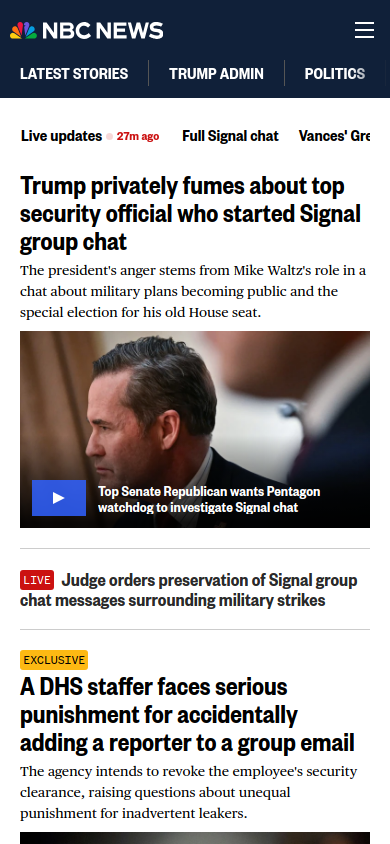 NBC NEWS
LATEST STORIES
TRUMP ADMIN
POLITICS
Live updates 27m ago
Full Signal chat
Vances' Gre
Trump privately fumes about top
security official who started Signal
group chat
The president's anger stems from Mike Waltz's role in a
chat about military plans becoming public and the
special election for his old House seat.
Top Senate Republican wants Pentagon
watchdog to investigate Signal chat
LIVE Judge orders preservation of Signal group
chat messages surrounding military strikes
EXCLUSIVE
A DHS staffer faces serious
punishment for accidentally
adding a reporter to a group email
The agency intends to revoke the employee's security
clearance, raising questions about unequal
punishment for inadvertent leakers.